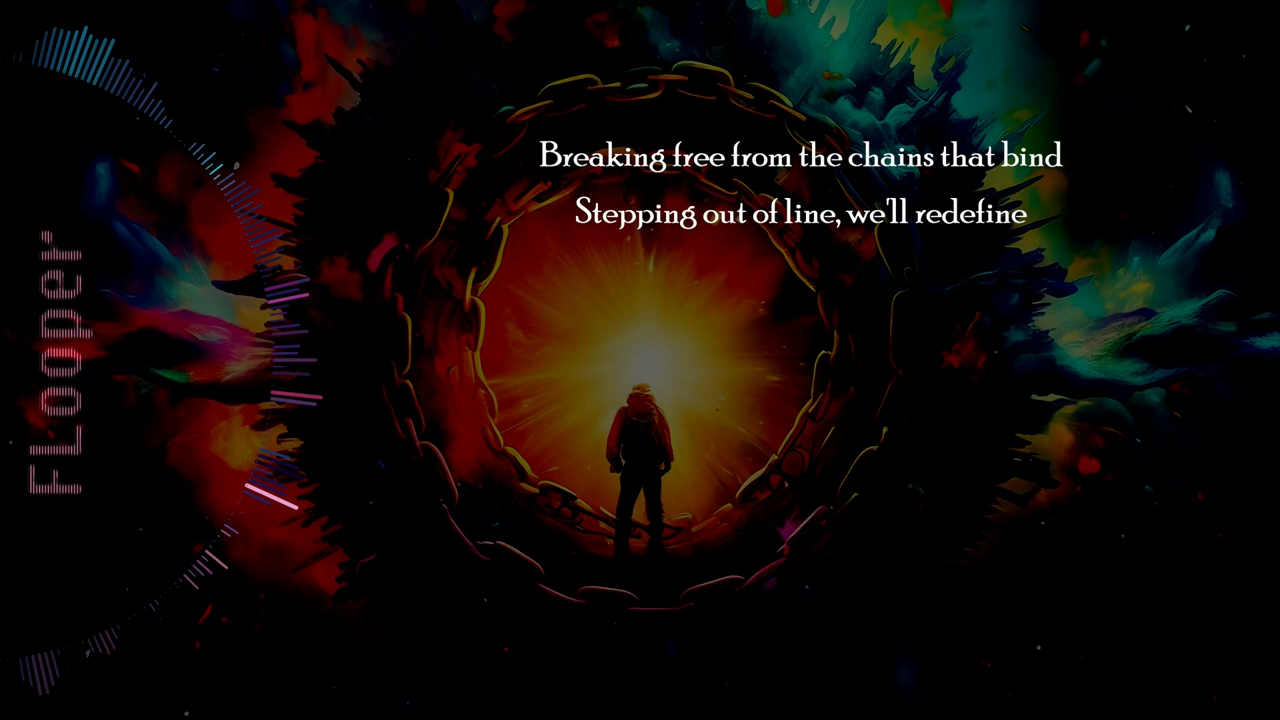 Breaking free from the chains that bind
Stepping out of line, we'll redefine
FLooper